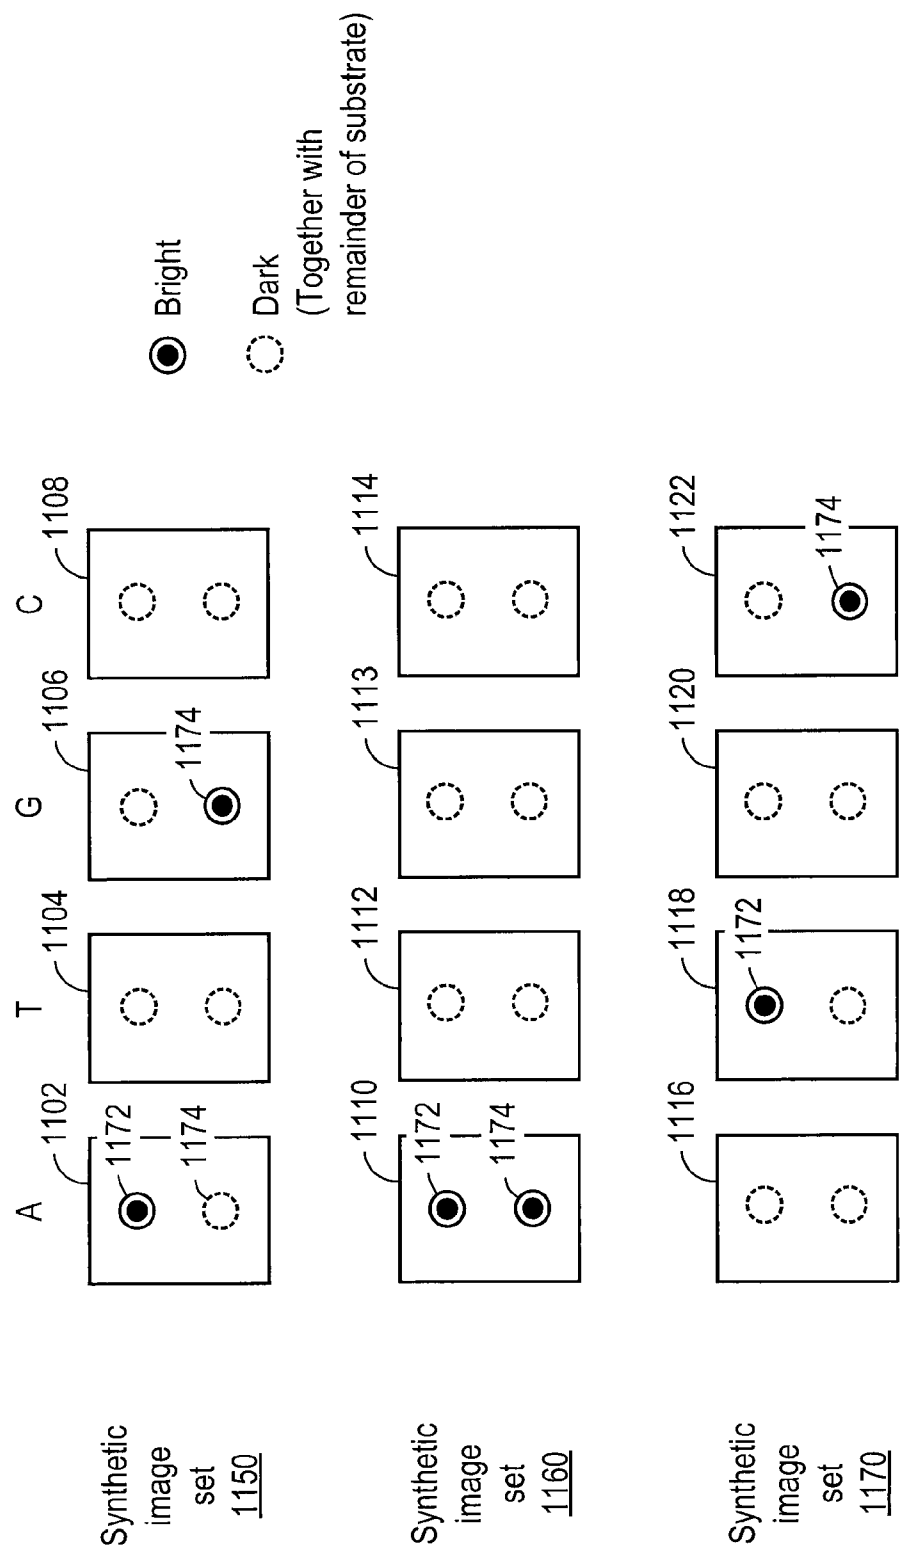 A
T
G
C
1102
1104
1106
1108
1172
1174
1174
Synthetic
image
set
1150
1110
1112
1113
1114
1172
1174
Synthetic
image
set
1160
1116
1118
1120
1122
1172
1174
Synthetic
image
set
1170
Bright
Dark
(Together with
remainder of substrate)